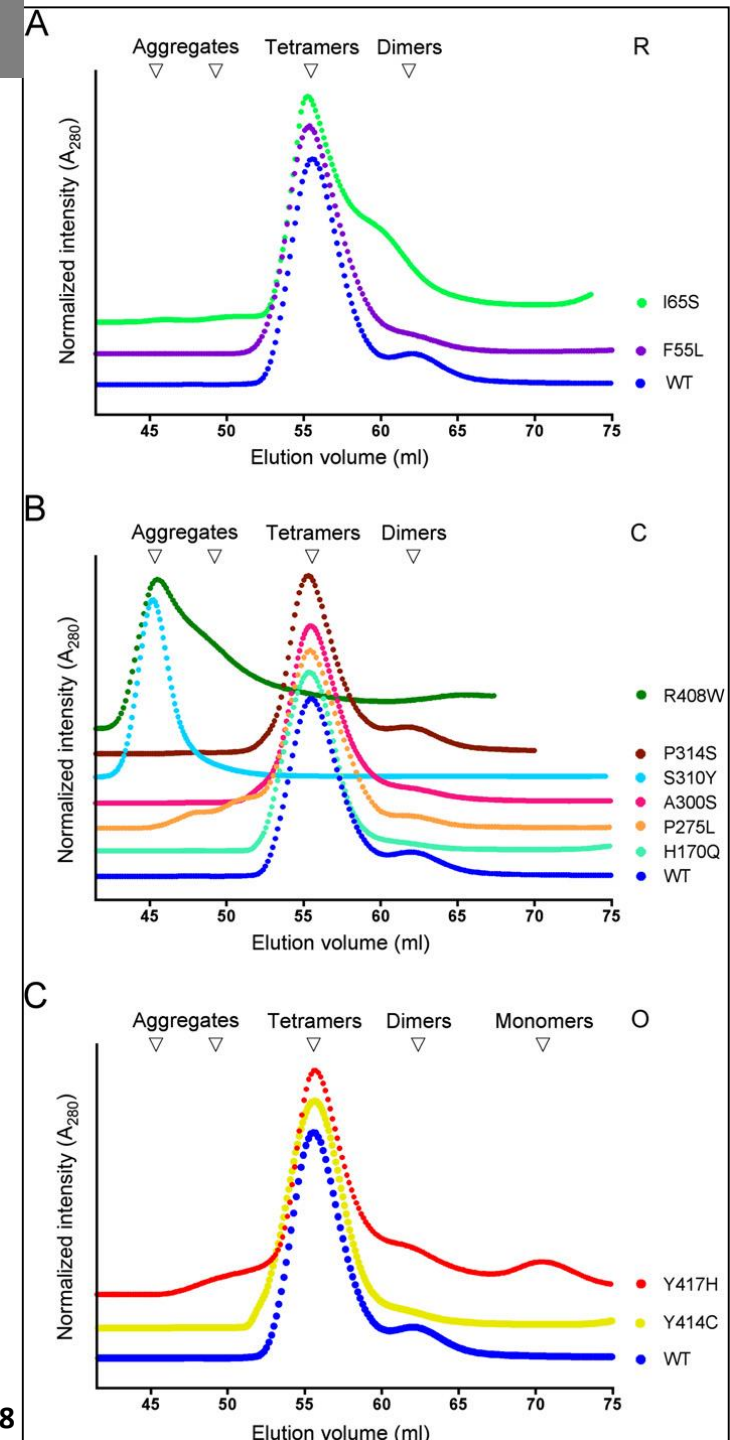 A
Aggregates Tetramers Dimers R
Normalized intensity (A280)
I65S
F55L
WT
45 50 55 60 65 70 75
Elution volume (ml)
B
Aggregates Tetramers Dimers C
Normalized intensity (A280)
R408W
P314S
S310Y
A300S
P275L
H170Q
WT
45 50 55 60 65 70 75
Elution volume (ml)
C
Aggregates Tetramers Dimers Monomers O
Normalized intensity (A280)
Y417H
Y414C
WT
45 50 55 60 65 70 75
8
Elution volume (ml)